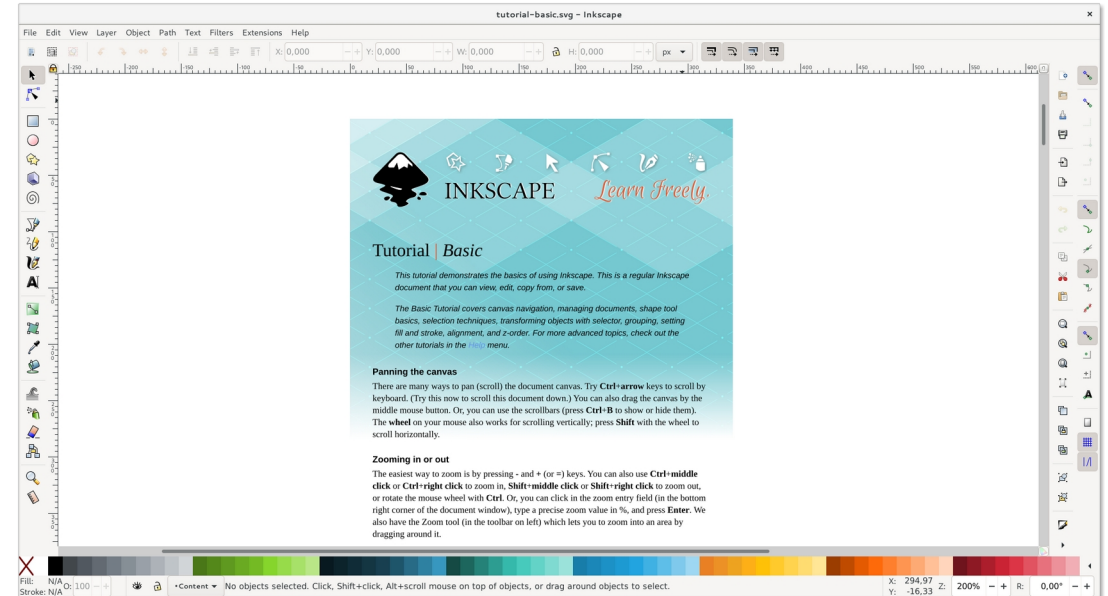 tutorial-basic.svg - Inkscape
File Edit View Layer Object Path Text Filters Extensions Help
X: 0,000 Y: 0,000 W: 0,000 H: 0,000 px
INKSCAPE
Learn Freely.
Tutorial | Basic
This tutorial demonstrates the basics of using Inkscape. This is a regular Inkscape
document that you can view, edit, copy from, or save.
The Basic Tutorial covers canvas navigation, managing documents, shape tool
basics, selection techniques, transforming objects with selector, grouping, setting
fill and stroke, alignment, and z-order. For more advanced topics, check out the
other tutorials in the Help menu.
Panning the canvas
There are many ways to pan (scroll) the document canvas. Try Ctrl+arrow keys to scroll by
keyboard. (Try this now to scroll this document down.) You can also drag the canvas by the
middle mouse button. Or, you can use the scrollbars (press Ctrl+B to show or hide them).
The wheel on your mouse also works for scrolling vertically; press Shift with the wheel to
scroll horizontally.
Zooming in or out
The easiest way to zoom is by pressing - and + (or =) keys. You can also use Ctrl+middle
click or Ctrl+right click to zoom in, Shift+middle click or Shift+right click to zoom out,
or rotate the mouse wheel with Ctrl. Or, you can click in the zoom entry field (in the bottom
right corner of the document window), type a precise zoom value in %, and press Enter. We
also have the Zoom tool (in the toolbar on left) which lets you to zoom into an area by
dragging around it.
Fill: N/A O: 100 •Content No objects selected. Click, Shift+click, Alt+scroll mouse on top of objects, or drag around objects to select. X: 294,97 Z: 200% R: 0,00°
Stroke: N/A Y: -16,33